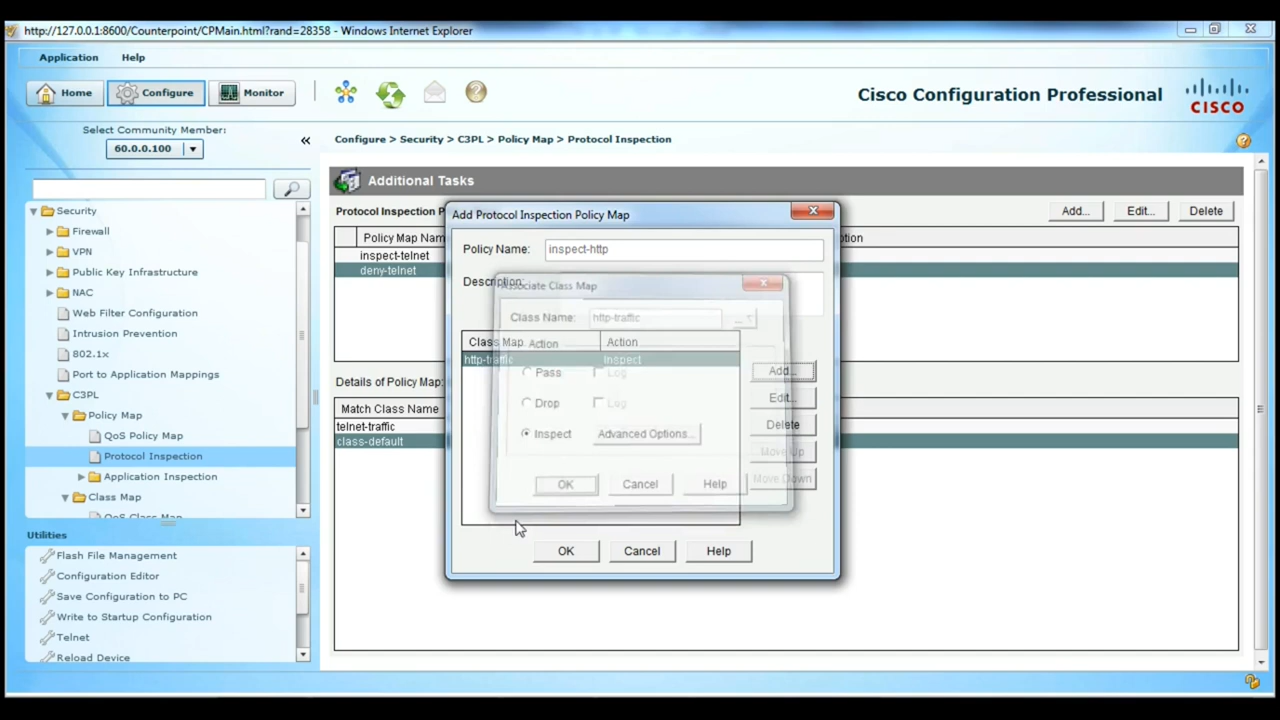 http://127.0.0.1:8600/Counterpoint/CPMain.html?rand=28358 - Windows Internet Explorer
Application Help
Home Configure Monitor
Cisco Configuration Professional
CISCO
Select Community Member:
60.0.0.100
«
Configure > Security > C3PL > Policy Map > Protocol Inspection
Security
Firewall
VPN
Public Key Infrastructure
NAC
Web Filter Configuration
Intrusion Prevention
802.1x
Port to Application Mappings
C3PL
Policy Map
QoS Policy Map
Protocol Inspection
Application Inspection
Class Map
QoS Class Map
Utilities
Flash File Management
Configuration Editor
Save Configuration to PC
Write to Startup Configuration
Telnet
Reload Device
Additional Tasks
Protocol Inspection P
Add... Edit... Delete
Policy Map Nam
ption
inspect-telnet
deny-telnet
Details of Policy Map:
Match Class Name
telnet-traffic
class-default
Add Protocol Inspection Policy Map
Policy Name: inspect-http
Description:
Class Map Action
http-traffic Inspect
Add...
Edit...
Delete
Move Up
Move Down
OK Cancel Help
Associate Class Map
Class Name: http-traffic ...
Action
Pass Log
Drop Log
Inspect Advanced Options...
OK Cancel Help